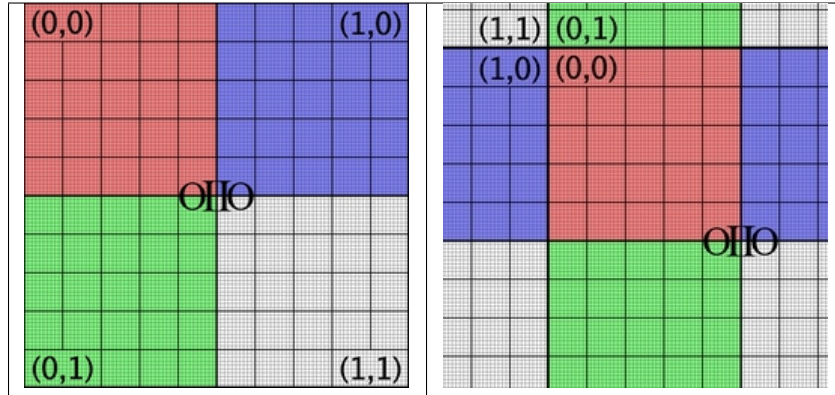 (0,0) (1,0)
OHO
(0,1) (1,1)
(1,1) (0,1)
(1,0) (0,0)
OHO